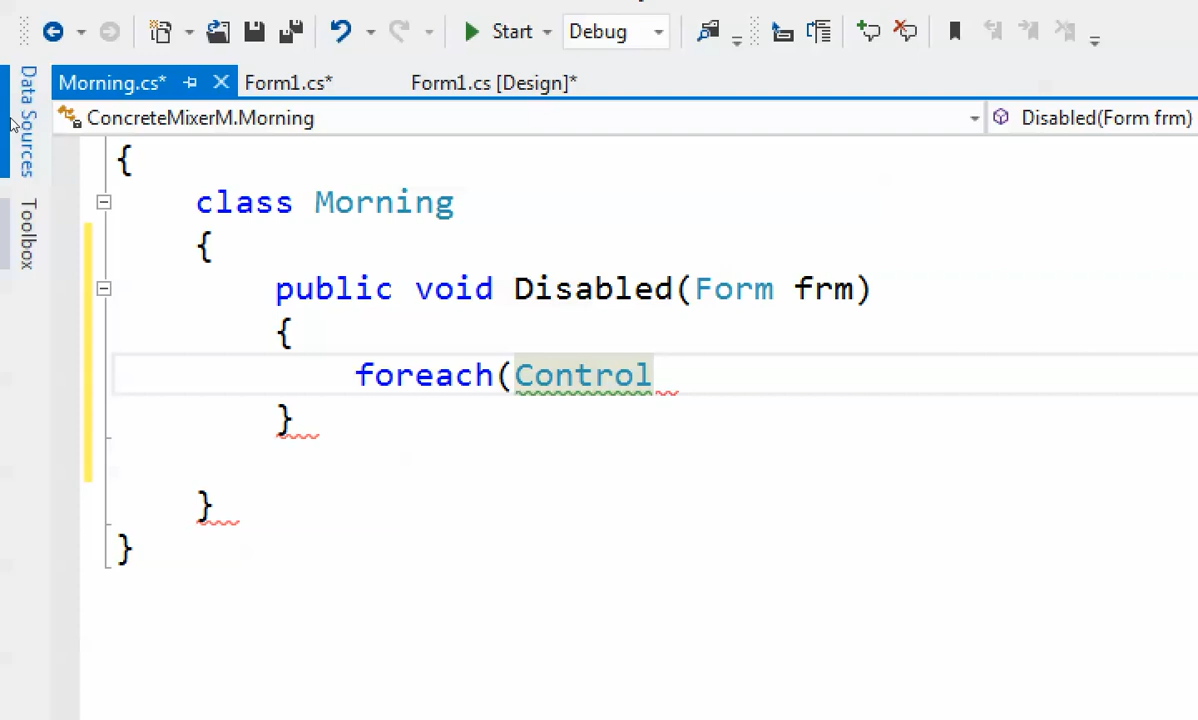 Start Debug
Morning.cs* Form1.cs* Form1.cs [Design]*
Data Sources
Toolbox
ConcreteMixerM.Morning Disabled(Form frm)
{
class Morning
{
public void Disabled(Form frm)
{
foreach(Control
}
}
}